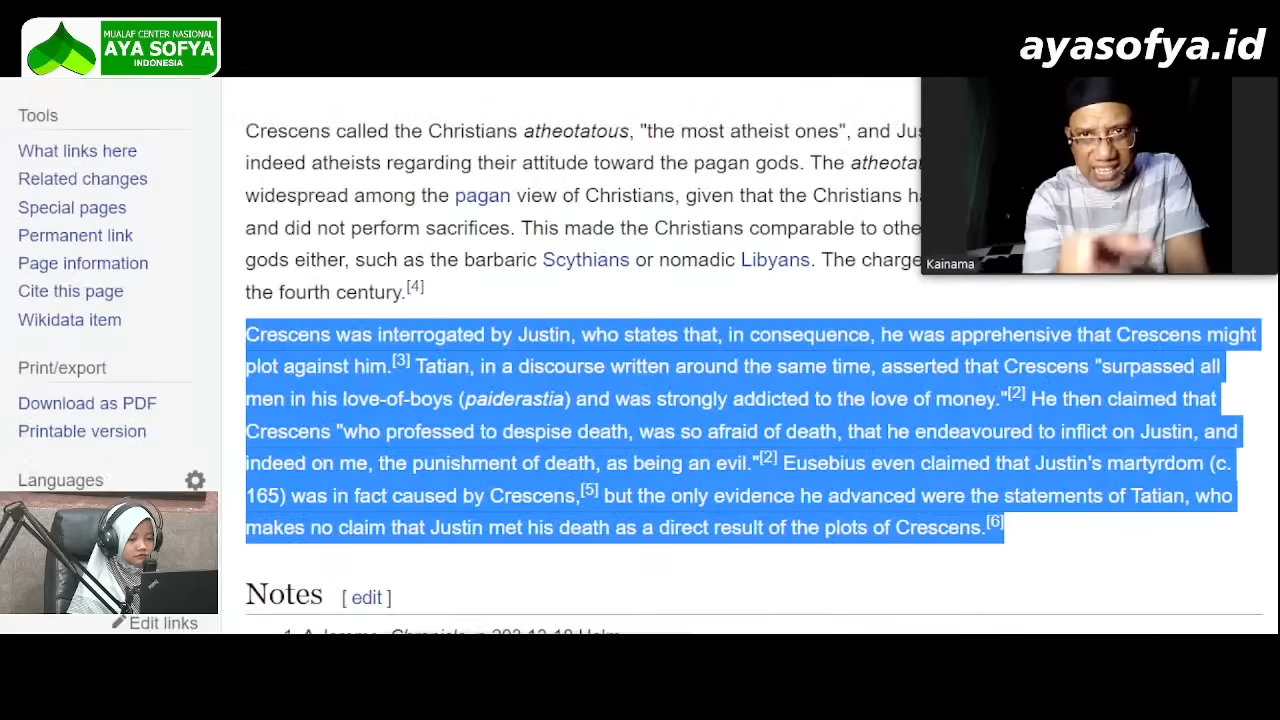 MUALAF CENTER NASIONAL
AYA SOFYA
INDONESIA
ayasofya.id
Tools
What links here
Related changes
Special pages
Permanent link
Page information
Cite this page
Wikidata item
Print/export
Download as PDF
Printable version
Languages
Edit links
Crescens called the Christians atheotatous, "the most atheist ones", and
indeed atheists regarding their attitude toward the pagan gods. The
widespread among the pagan view of Christians, given that the Christians
and did not perform sacrifices. This made the Christians comparable to
gods either, such as the barbaric Scythians or nomadic Libyans. The
the fourth century.[4]
Kainama
Crescens was interrogated by Justin, who states that, in consequence, he was apprehensive that Crescens might
plot against him.[3] Tatian, in a discourse written around the same time, asserted that Crescens "surpassed all
men in his love-of-boys (paiderastia) and was strongly addicted to the love of money."[2] He then claimed that
Crescens "who professed to despise death, was so afraid of death, that he endeavoured to inflict on Justin, and
indeed on me, the punishment of death, as being an evil."[2] Eusebius even claimed that Justin's martyrdom (c.
165) was in fact caused by Crescens,[5] but the only evidence he advanced were the statements of Tatian, who
makes no claim that Justin met his death as a direct result of the plots of Crescens.[6]
Notes [ edit ]